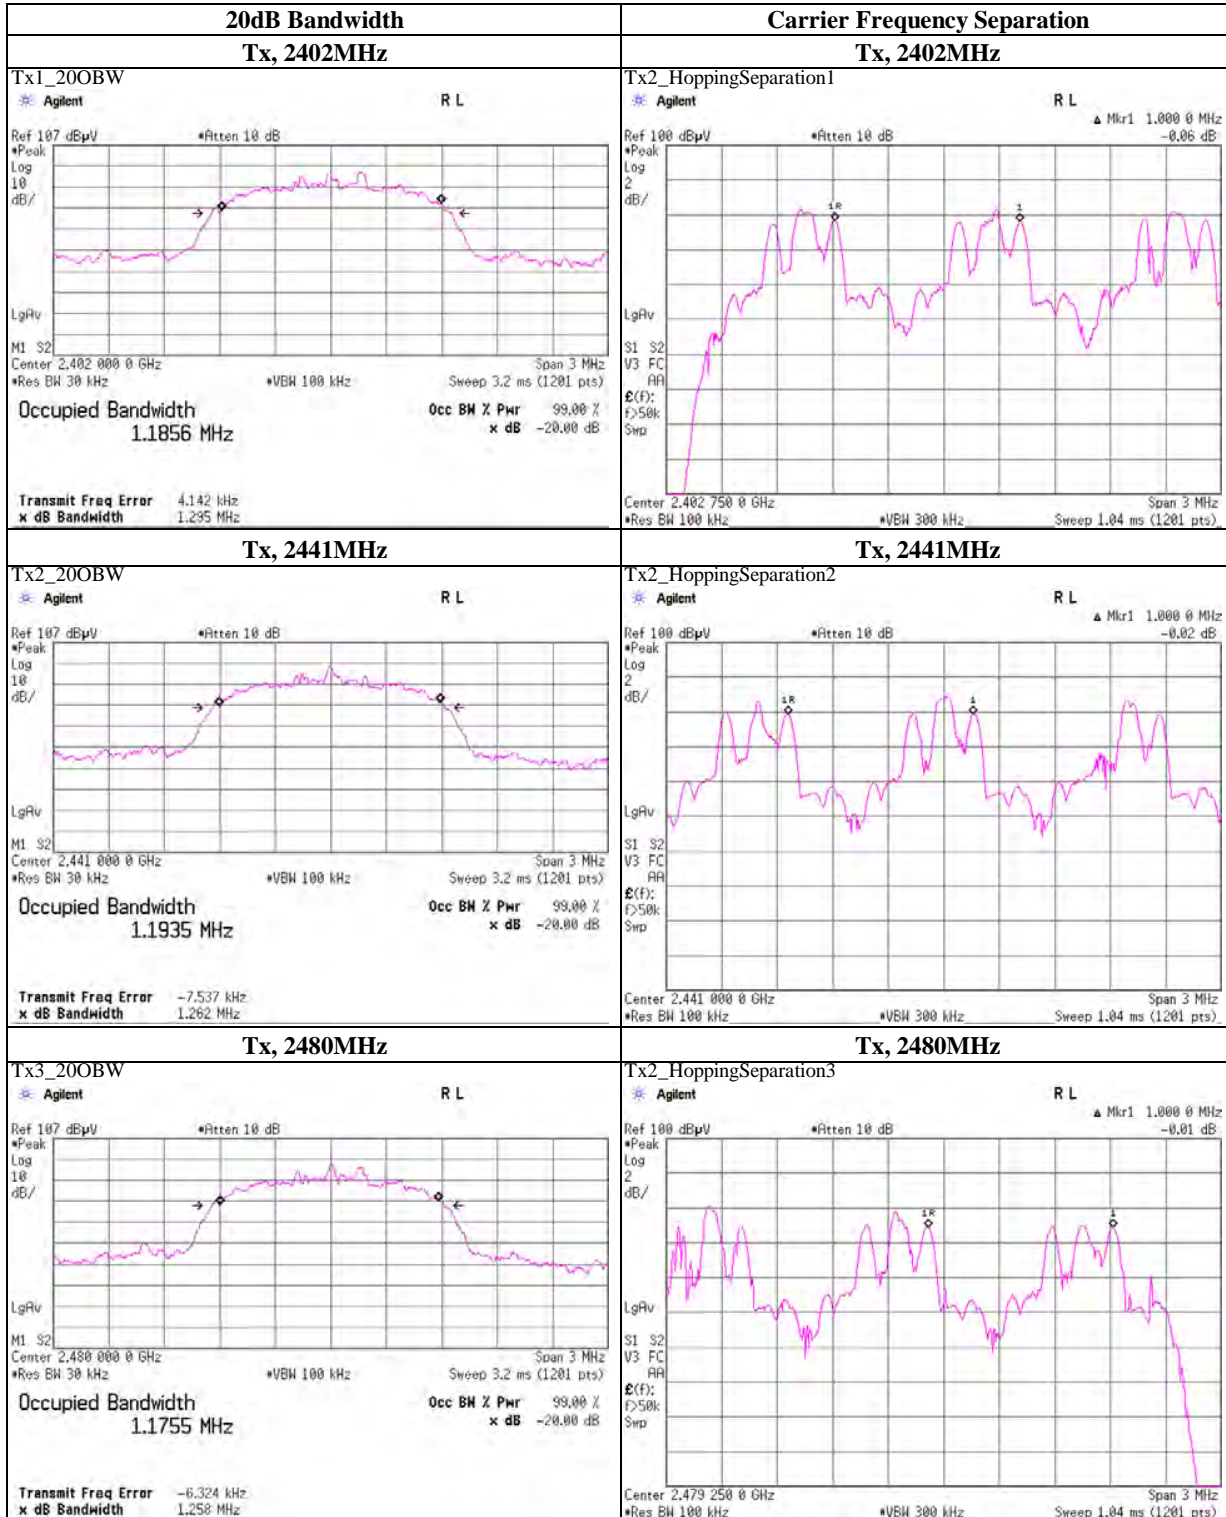 20dB Bandwidth
Carrier Frequency Separation
Tx, 2402MHz
Tx, 2402MHz
Tx1_20OBW
Agilent
R L
Ref 107 dBµV
#Atten 10 dB
#Peak
Log
10
dB/
LgAv
M1 S2
Center 2.402 000 0 GHz
Span 3 MHz
#Res BW 30 kHz
#VBW 100 kHz
Sweep 3.2 ms (1201 pts)
Occupied Bandwidth
1.1856 MHz
Occ BW % Pwr 99.00 %
x dB -20.00 dB
Transmit Freq Error 4.142 kHz
x dB Bandwidth 1.295 MHz
Tx2_HoppingSeparation1
Agilent
R L
Δ Mkr1 1.000 0 MHz
Ref 100 dBµV
#Atten 10 dB
-0.06 dB
#Peak
Log
2
dB/
1R
1
LgAv
S1 S2
V3 FC
AA
£(f):
f>50k
Swp
Center 2.402 750 0 GHz
Span 3 MHz
#Res BW 100 kHz
#VBW 300 kHz
Sweep 1.04 ms (1201 pts)
Tx, 2441MHz
Tx, 2441MHz
Tx2_20OBW
Agilent
R L
Ref 107 dBµV
#Atten 10 dB
#Peak
Log
10
dB/
LgAv
M1 S2
Center 2.441 000 0 GHz
Span 3 MHz
#Res BW 30 kHz
#VBW 100 kHz
Sweep 3.2 ms (1201 pts)
Occupied Bandwidth
1.1935 MHz
Occ BW % Pwr 99.00 %
x dB -20.00 dB
Transmit Freq Error -7.537 kHz
x dB Bandwidth 1.262 MHz
Tx2_HoppingSeparation2
Agilent
R L
Δ Mkr1 1.000 0 MHz
Ref 100 dBµV
#Atten 10 dB
-0.02 dB
#Peak
Log
2
dB/
1R
1
LgAv
S1 S2
V3 FC
AA
£(f):
f>50k
Swp
Center 2.441 000 0 GHz
Span 3 MHz
#Res BW 100 kHz
#VBW 300 kHz
Sweep 1.04 ms (1201 pts)
Tx, 2480MHz
Tx, 2480MHz
Tx3_20OBW
Agilent
R L
Ref 107 dBµV
#Atten 10 dB
#Peak
Log
10
dB/
LgAv
M1 S2
Center 2.480 000 0 GHz
Span 3 MHz
#Res BW 30 kHz
#VBW 100 kHz
Sweep 3.2 ms (1201 pts)
Occupied Bandwidth
1.1755 MHz
Occ BW % Pwr 99.00 %
x dB -20.00 dB
Transmit Freq Error -6.324 kHz
x dB Bandwidth 1.258 MHz
Tx2_HoppingSeparation3
Agilent
R L
Δ Mkr1 1.000 0 MHz
Ref 100 dBµV
#Atten 10 dB
-0.01 dB
#Peak
Log
2
dB/
1R
1
LgAv
S1 S2
V3 FC
AA
£(f):
f>50k
Swp
Center 2.479 250 0 GHz
Span 3 MHz
#Res BW 100 kHz
#VBW 300 kHz
Sweep 1.04 ms (1201 pts)